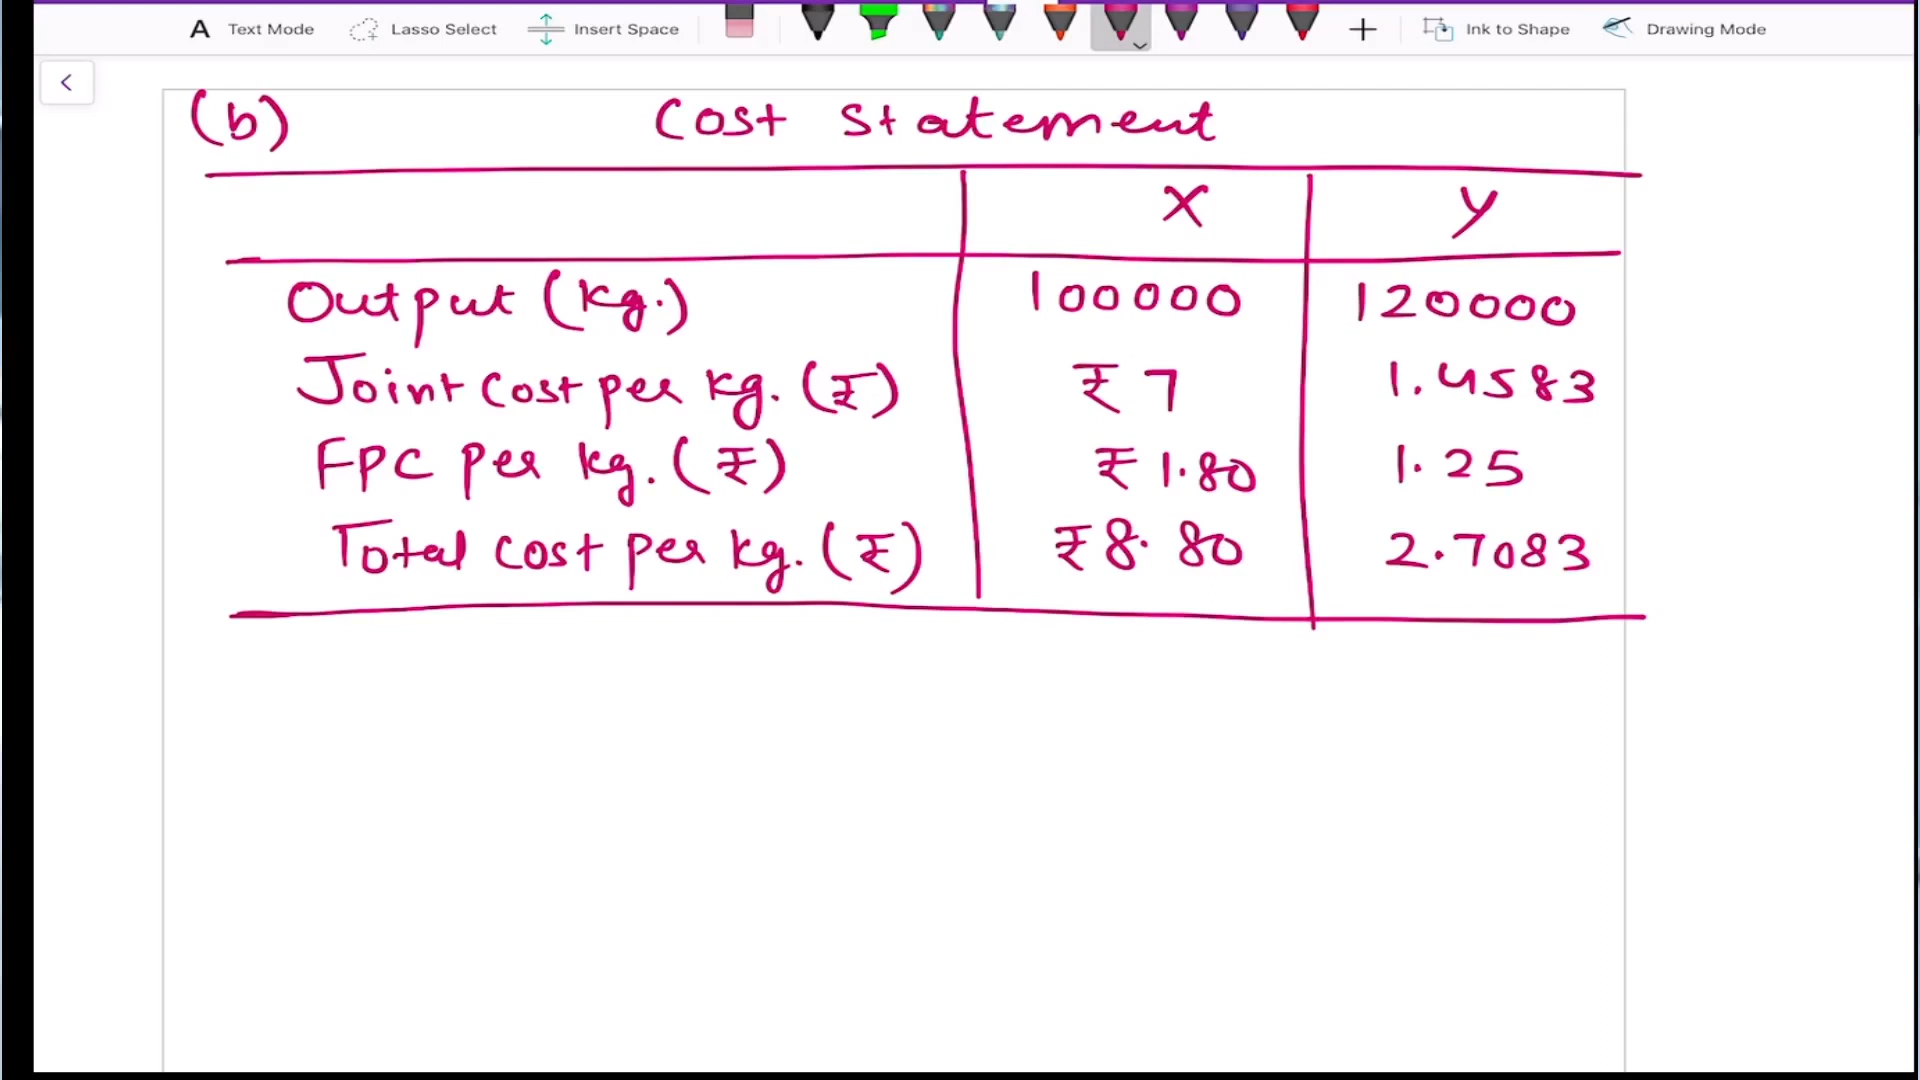 A Text Mode Lasso Select Insert Space Ink to Shape Drawing Mode
(b) Cost Statement
X Y
Output (kg.) 100000 120000
Joint Cost per kg. (₹) ₹ 7 1.4583
FPC per kg. (₹) ₹ 1.80 1.25
Total cost per kg. (₹) ₹ 8.80 2.7083